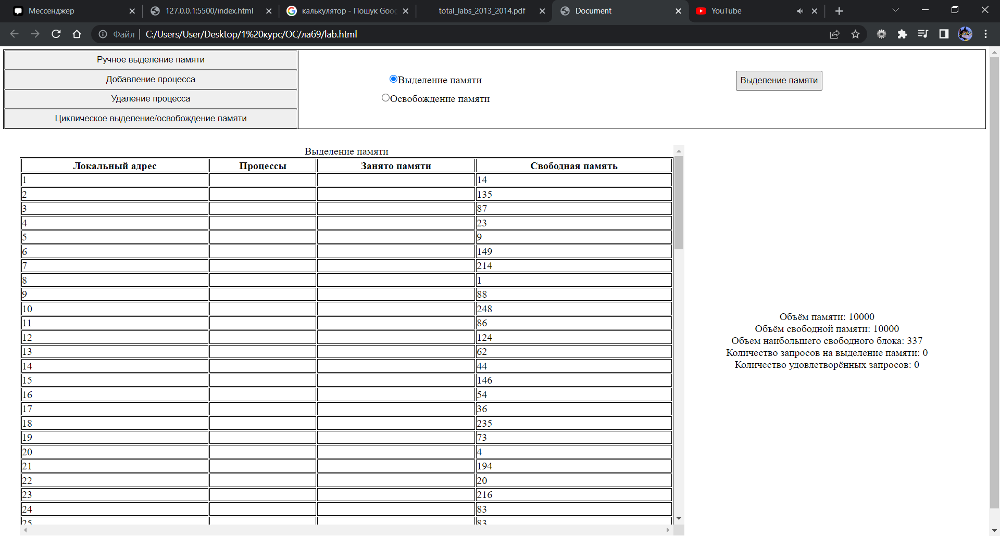 Мессенджер
127.0.0.1:5500/index.html
калькулятор - Пошук Goo
total_labs_2013_2014.pdf
Document
YouTube
Файл
C:/Users/User/Desktop/1%20курс/ОС/ла69/lab.html
Ручное выделение памяти
Добавление процесса
Удаление процесса
Циклическое выделение/освобождение памяти
Выделение памяти
Освобождение памяти
Выделение памяти
Выделение памяти
Локальный адрес Процессы Занято памяти Свободная память
1 14
2 135
3 87
4 23
5 9
6 149
7 214
8 1
9 88
10 248
11 86
12 124
13 62
14 44
15 146
16 54
17 36
18 235
19 73
20 4
21 194
22 20
23 216
24 83
25 83
Объём памяти: 10000
Объём свободной памяти: 10000
Объем наибольшего свободного блока: 337
Количество запросов на выделение памяти: 0
Количество удовлетворённых запросов: 0